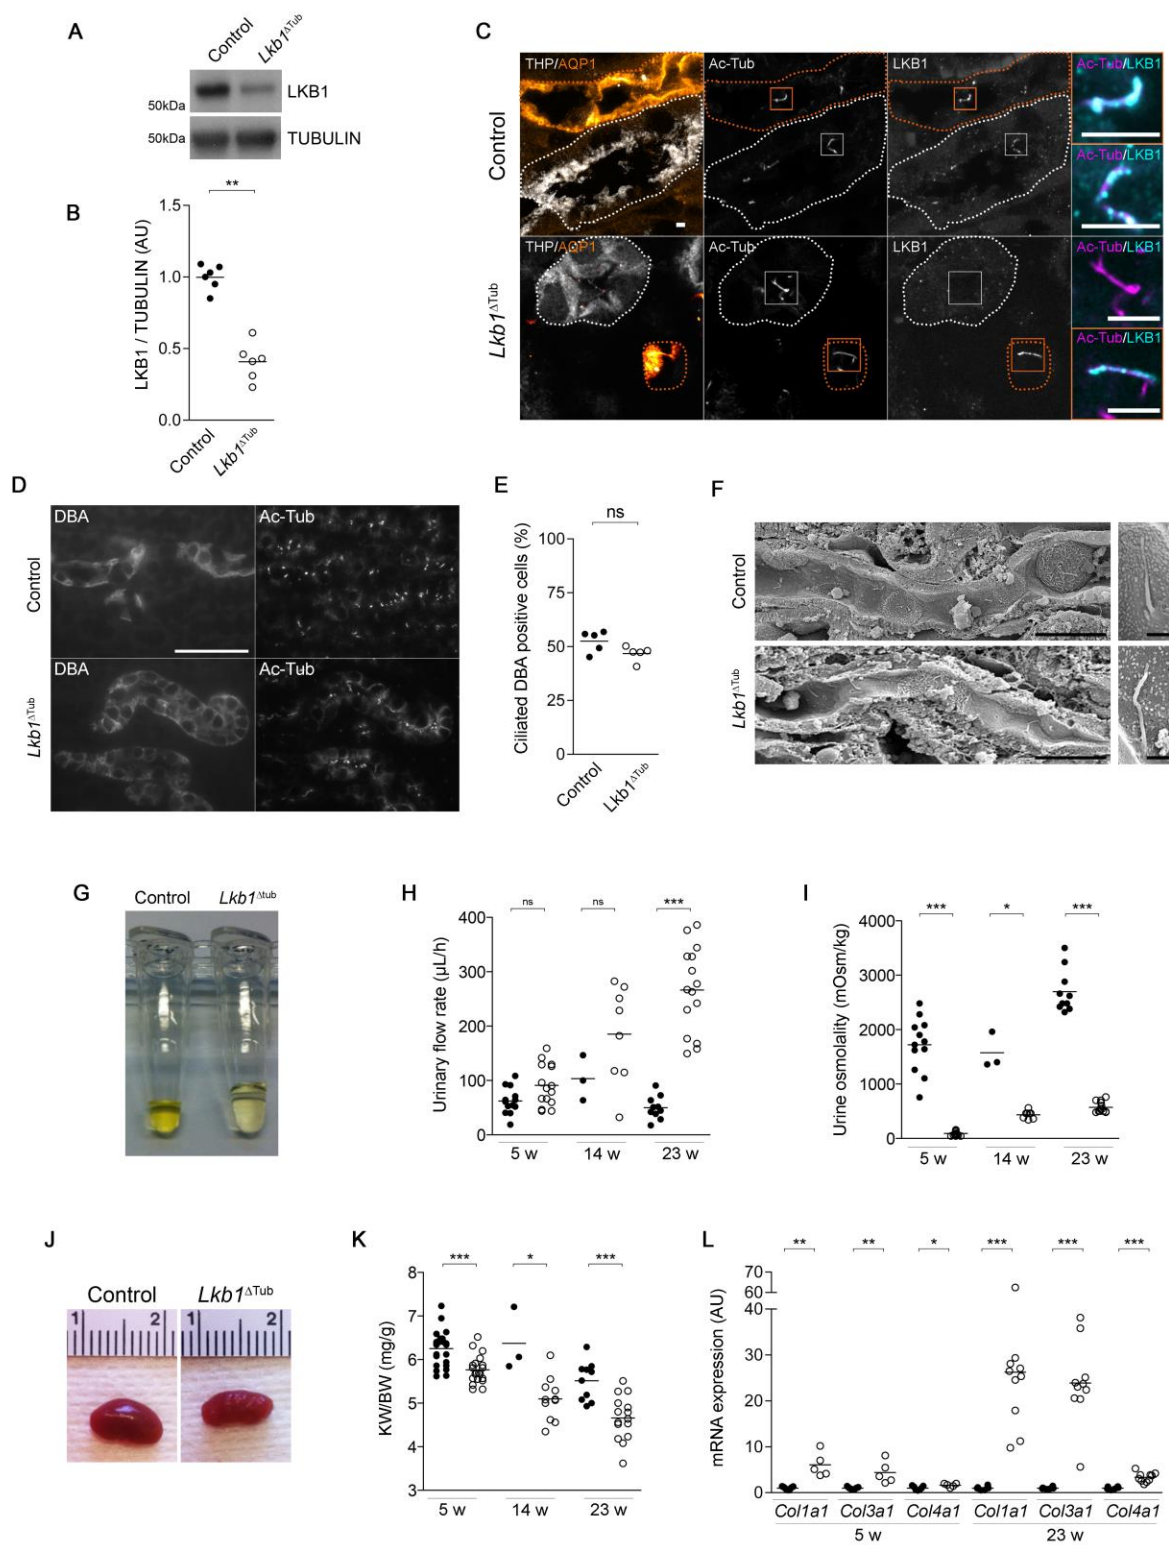 A
Control
Lkb1ΔTub
50kDa
LKB1
50kDa
TUBULIN
B
**
LKB1 / TUBULIN (AU)
1.5
1.0
0.5
0.0
Control
Lkb1ΔTub
C
Control
THP/AQP1
Ac-Tub
LKB1
Ac-Tub/LKB1
Ac-Tub/LKB1
Lkb1ΔTub
THP/AQP1
Ac-Tub
LKB1
Ac-Tub/LKB1
Ac-Tub/LKB1
D
Control
DBA
Ac-Tub
Lkb1ΔTub
DBA
Ac-Tub
E
ns
Ciliated DBA positive cells (%)
100
75
50
25
0
Control
Lkb1ΔTub
F
Control
Lkb1ΔTub
G
Control
Lkb1Δtub
H
ns
ns
***
Urinary flow rate (µL/h)
400
300
200
100
0
5 w
14 w
23 w
I
***
*
***
Urine osmolality (mOsm/kg)
4000
3000
2000
1000
0
5 w
14 w
23 w
J
Control
Lkb1ΔTub
1
2
1
2
K
***
*
***
KW/BW (mg/g)
8
7
6
5
4
3
5 w
14 w
23 w
L
**
**
*
***
***
***
mRNA expression (AU)
70
60
40
30
20
10
0
Col1a1
Col3a1
Col4a1
Col1a1
Col3a1
Col4a1
5 w
23 w